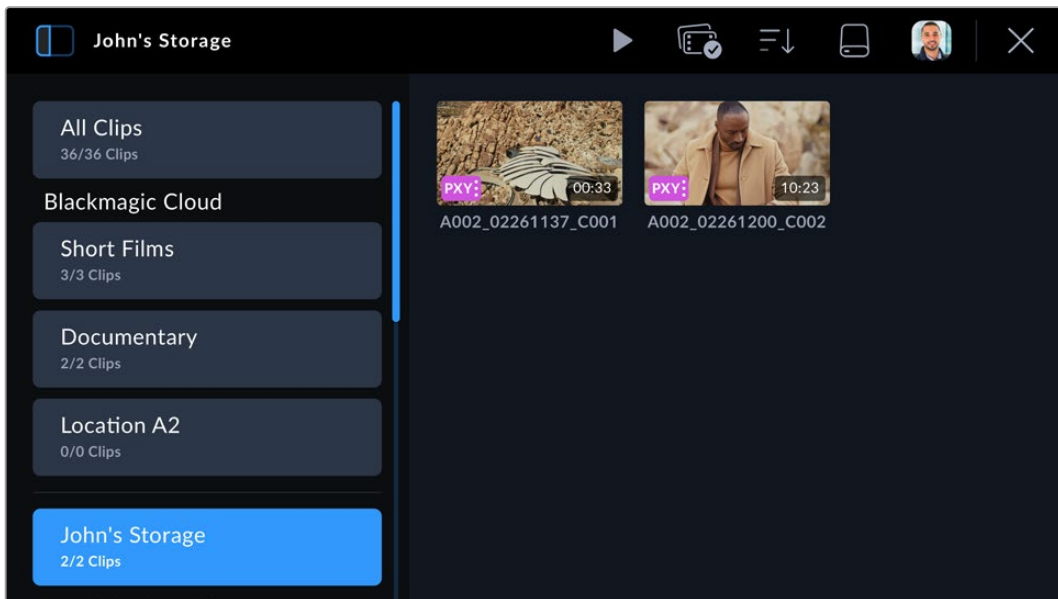 John's Storage
All Clips
36/36 Clips
Blackmagic Cloud
Short Films
3/3 Clips
Documentary
2/2 Clips
Location A2
0/0 Clips
John's Storage
2/2 Clips
PXY 00:33
A002_02261137_C001
PXY 10:23
A002_02261200_C002